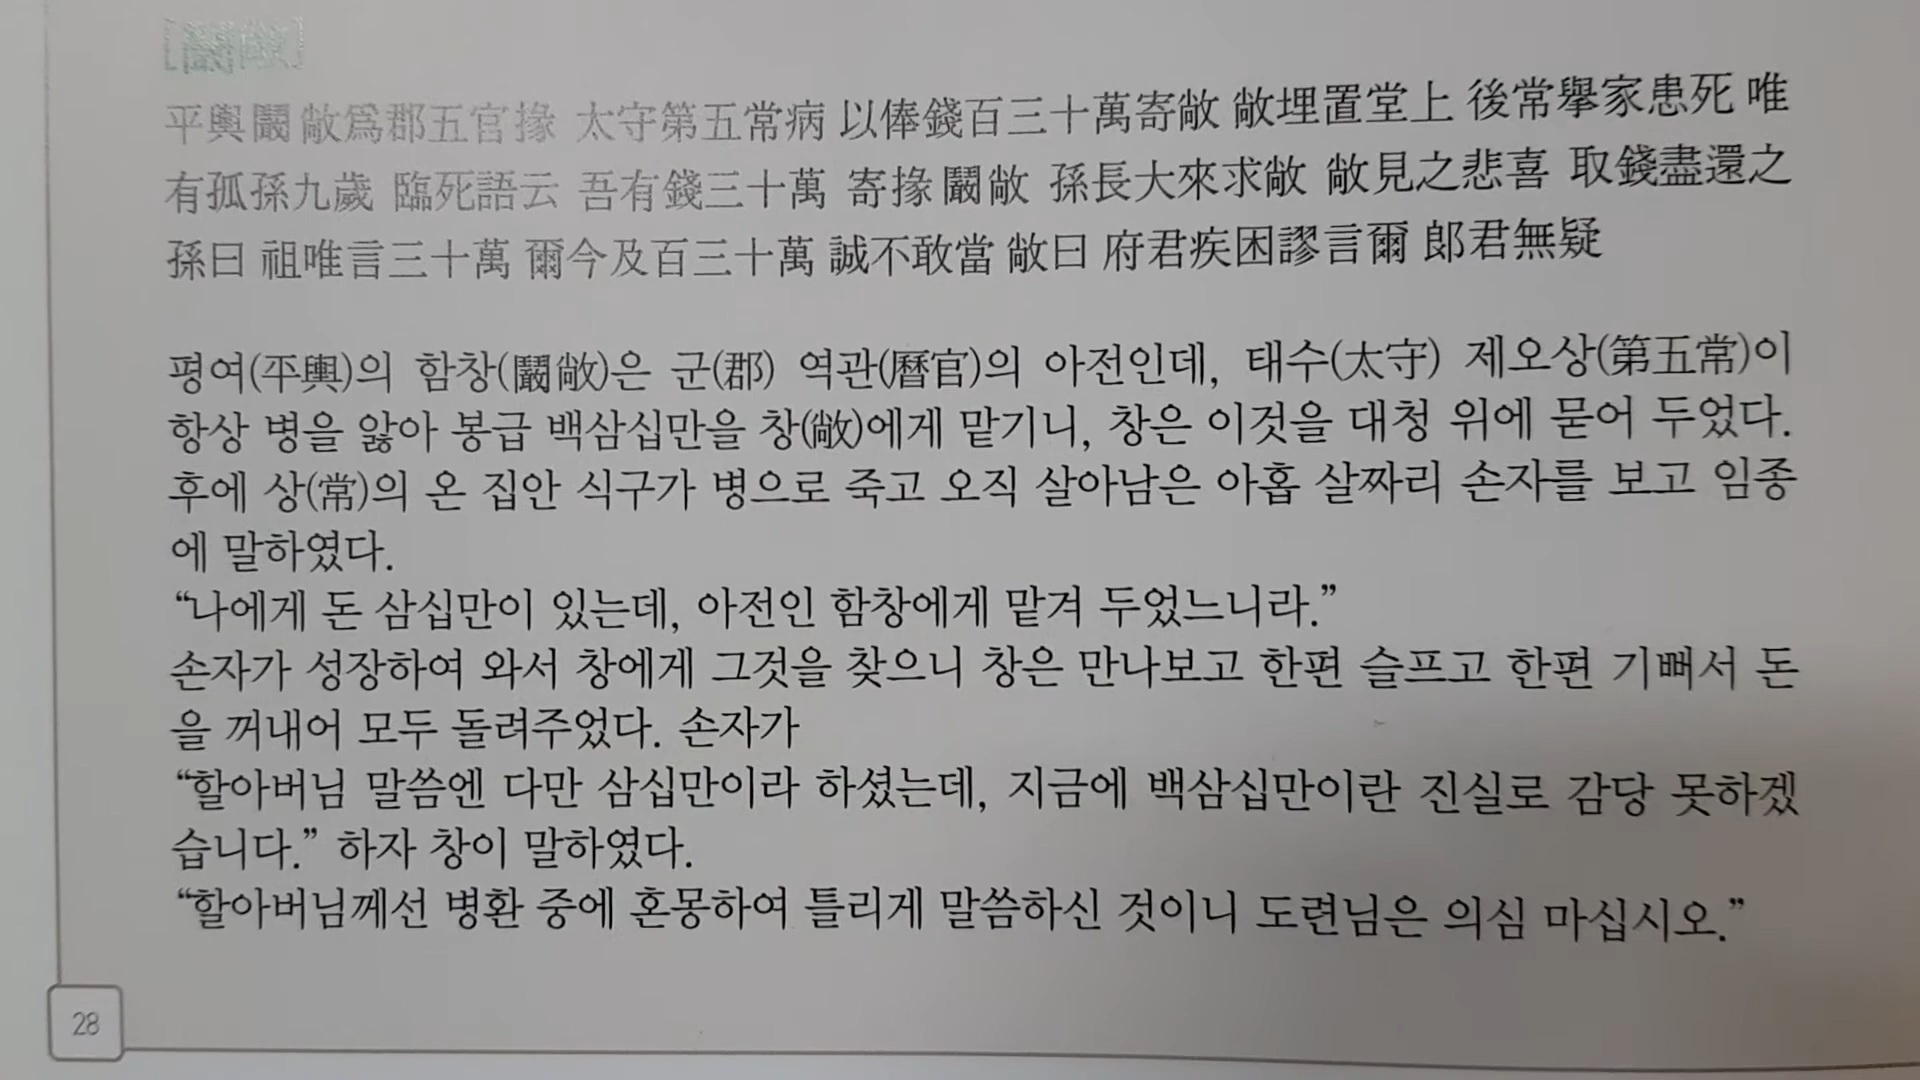 [闞敞]
平輿闞敞爲郡五官掾 太守第五常病 以俸錢百三十萬寄敞 敞埋置堂上 後常擧家患死 唯
有孤孫九歲 臨死語云 吾有錢三十萬 寄掾闞敞 孫長大來求敞 敞見之悲喜 取錢盡還之
孫曰 祖唯言三十萬 爾今及百三十萬 誠不敢當 敞曰 府君疾困謬言爾 郎君無疑
평여(平輿)의 함창(闞敞)은 군(郡) 역관(曆官)의 아전인데, 태수(太守) 제오상(第五常)이
항상 병을 앓아 봉급 백삼십만을 창(敞)에게 맡기니, 창은 이것을 대청 위에 묻어 두었다.
후에 상(常)의 온 집안 식구가 병으로 죽고 오직 살아남은 아홉 살짜리 손자를 보고 임종
에 말하였다.
“나에게 돈 삼십만이 있는데, 아전인 함창에게 맡겨 두었느니라.”
손자가 성장하여 와서 창에게 그것을 찾으니 창은 만나보고 한편 슬프고 한편 기뻐서 돈
을 꺼내어 모두 돌려주었다. 손자가
“할아버님 말씀엔 다만 삼십만이라 하셨는데, 지금에 백삼십만이란 진실로 감당 못하겠
습니다.” 하자 창이 말하였다.
“할아버님께선 병환 중에 혼몽하여 틀리게 말씀하신 것이니 도련님은 의심 마십시오.”
28